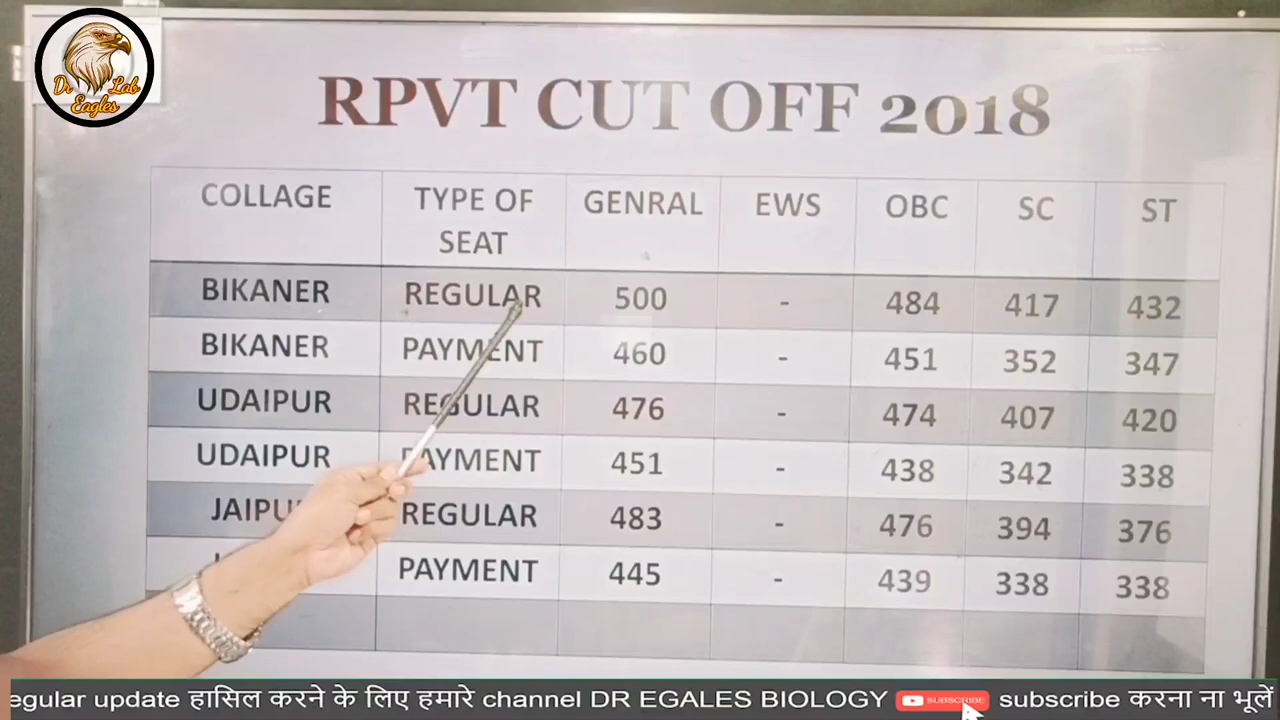 Dr Lab
Eagles
RPVT CUT OFF 2018
COLLAGE TYPE OF SEAT GENRAL EWS OBC SC ST
BIKANER REGULAR 500 - 484 417 432
BIKANER PAYMENT 460 - 451 352 347
UDAIPUR REGULAR 476 - 474 407 420
UDAIPUR PAYMENT 451 - 438 342 338
REGULAR 483 - 476 394 376
PAYMENT 445 - 439 338 338
egular update हासिल करने के लिए हमारे channel DR EGALES BIOLOGY SUBSCRIBE subscribe करना ना भूलें